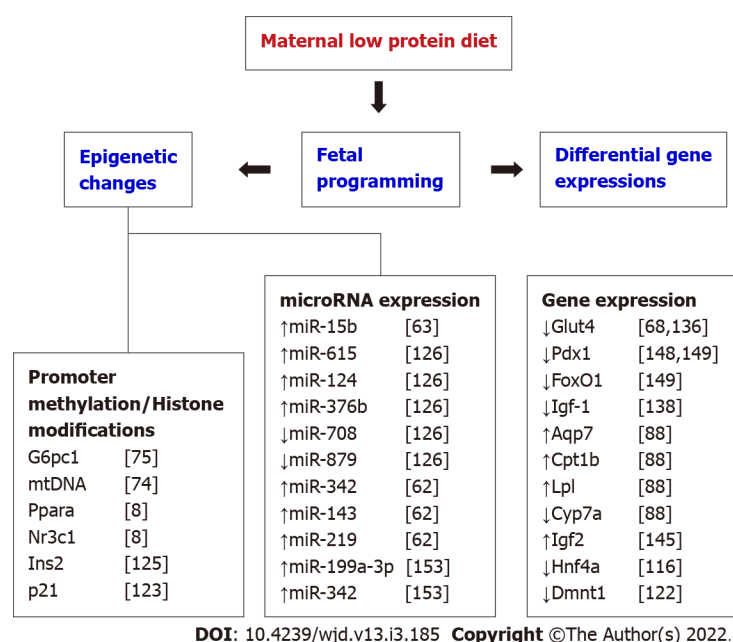 Maternal low protein diet
Epigenetic
changes
Fetal
programming
Differential gene
expressions
Promoter
methylation/Histone
modifications
G6pc1 [75]
mtDNA [74]
Ppara [8]
Nr3c1 [8]
Ins2 [125]
p21 [123]
microRNA expression
↑miR-15b [63]
↑miR-615 [126]
↑miR-124 [126]
↑miR-376b [126]
↓miR-708 [126]
↓miR-879 [126]
↑miR-342 [62]
↑miR-143 [62]
↑miR-219 [62]
↑miR-199a-3p [153]
↑miR-342 [153]
Gene expression
↓Glut4 [68,136]
↓Pdx1 [148,149]
↓FoxO1 [149]
↓Igf-1 [138]
↑Aqp7 [88]
↑Cpt1b [88]
↑Lpl [88]
↓Cyp7a [88]
↑Igf2 [145]
↓Hnf4a [116]
↓Dmnt1 [122]
DOI: 10.4239/wjd.v13.i3.185 Copyright ©The Author(s) 2022.